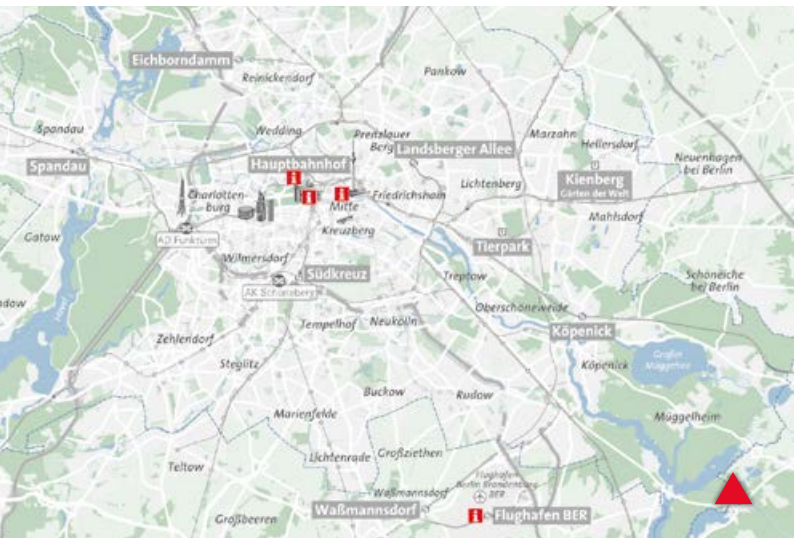 Eichborndamm
Reinickendorf
Pankow
Spandau
Wedding
Prenzlauer
Berg
Marzahn
Hellersdorf
Landsberger Allee
Neuenhagen
bei Berlin
Spandau
Hauptbahnhof
Kienberg
Gärten der Welt
Lichtenberg
Charlotten-
burg
Friedrichshain
Mitte
Mahlsdorf
Kreuzberg
Gatow
AD Funkturm
Tierpark
Wilmersdorf
Südkreuz
Treptow
Schöneiche
bei Berlin
AK Schöneberg
Havel
dow
Oberschöneweide
Tempelhof
Neukölln
Köpenick
Zehlendorf
Steglitz
Großer
Müggelsee
Köpenick
Buckow
Rudow
Marienfelde
Müggelheim
Lichtenrade
Großziethen
Teltow
Flughafen
Berlin Brandenburg
BER
Waßmannsdorf
Waßmannsdorf
Flughafen BER
Großbeeren